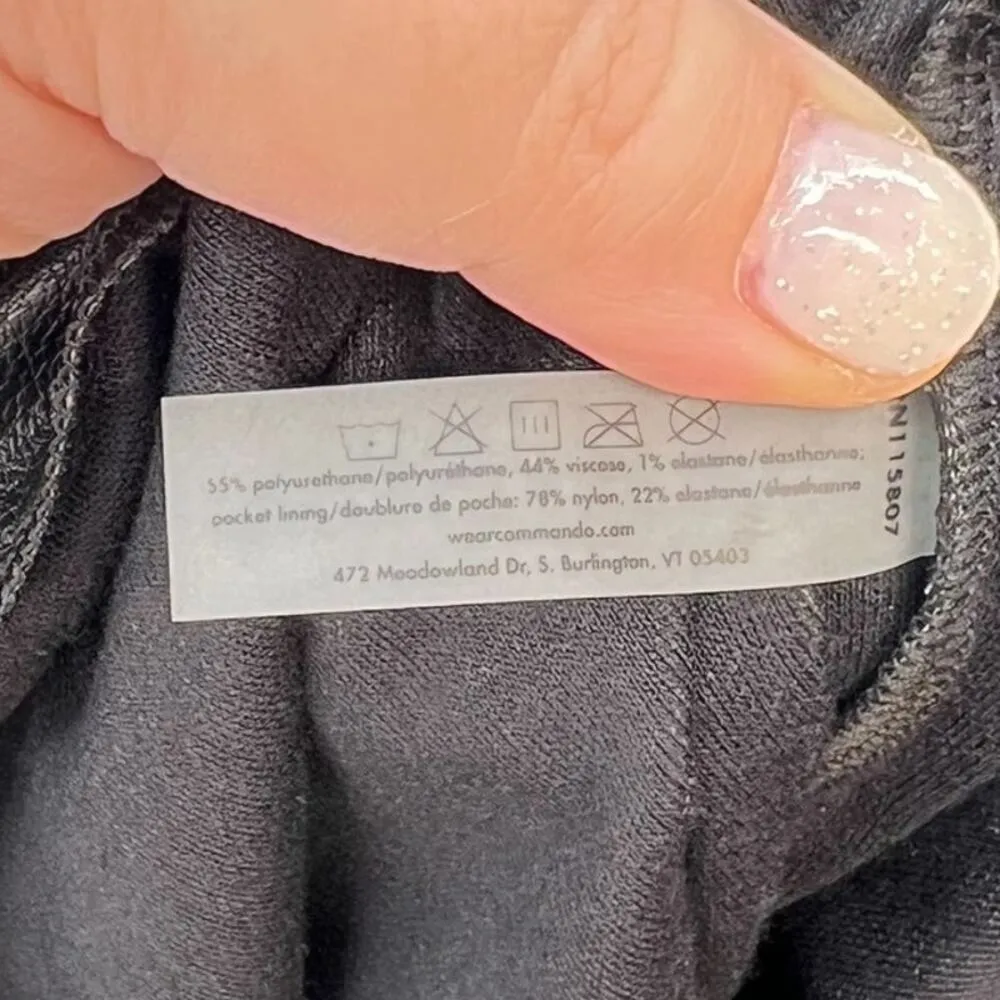 55% polyurethane/polyuréthane, 44% viscose, 1% elastane/élasthanne;
pocket lining/doublure de poche: 78% nylon, 22% elastane/élasthanne
wearcommando.com
472 Meadowland Dr, S. Burlington, VT 05403
N115807